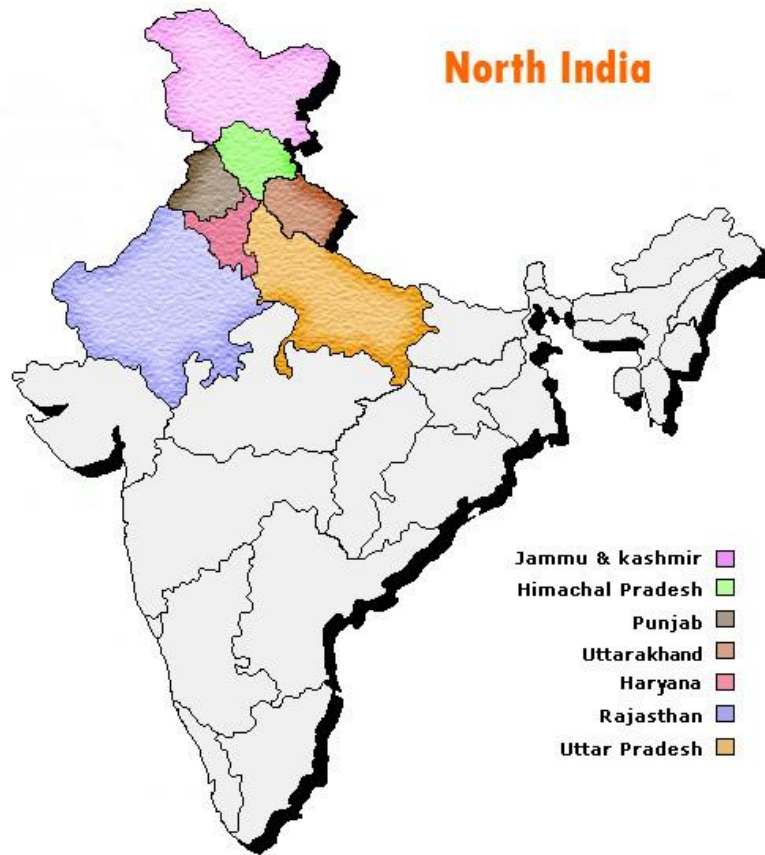 North India
Jammu & kashmir
Himachal Pradesh
Punjab
Uttarakhand
Haryana
Rajasthan
Uttar Pradesh